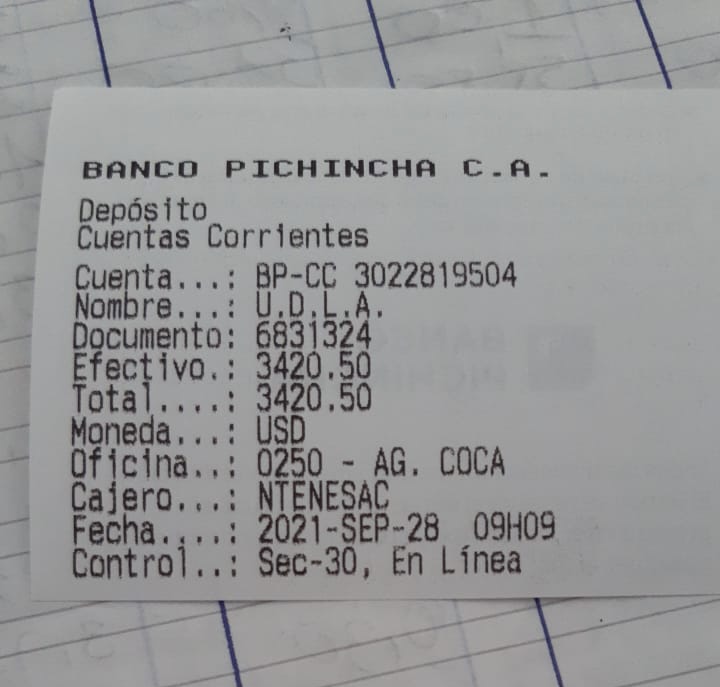 BANCO PICHINCHA C.A.
Depósito
Cuentas Corrientes
Cuenta...: BP-CC 3022819504
Nombre...: U.D.L.A.
Documento: 6831324
Efectivo.: 3420.50
Total....: 3420.50
Moneda...: USD
Oficina..: 0250 - AG. COCA
Cajero...: NTENESAC
Fecha....: 2021-SEP-28 09H09
Control..: Sec-30, En Línea